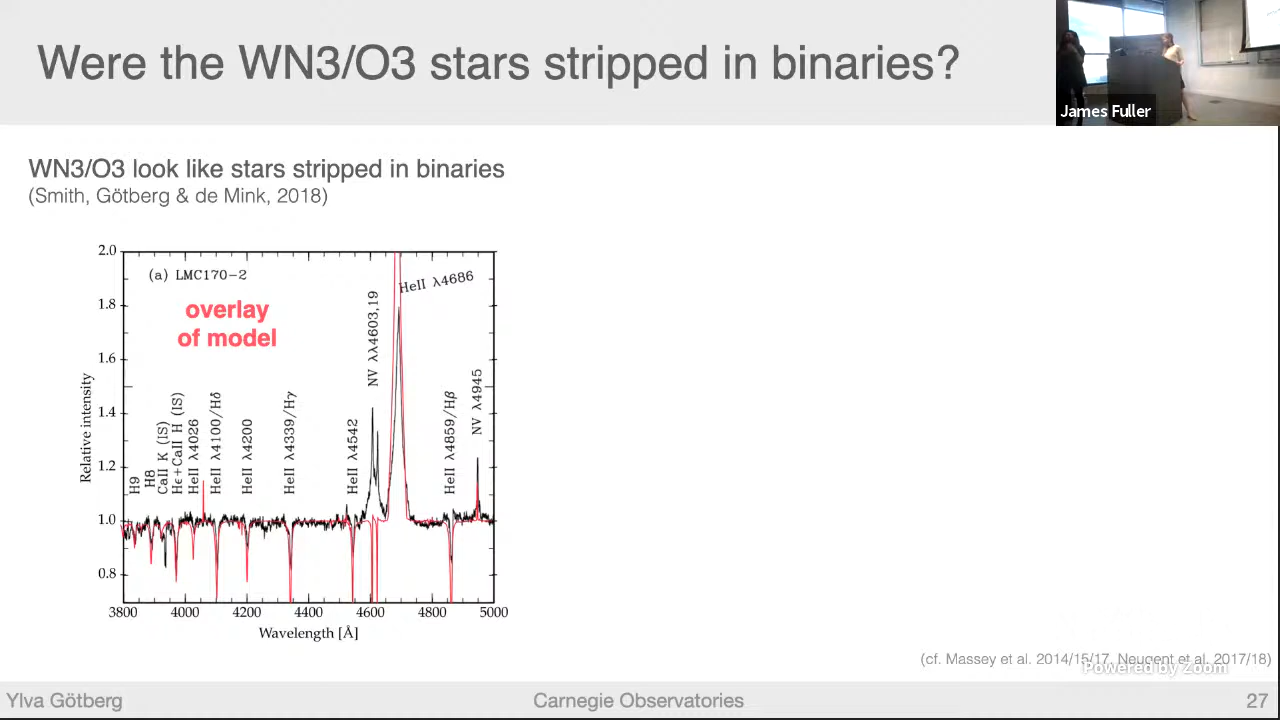 Were the WN3/O3 stars stripped in binaries?
James Fuller
WN3/O3 look like stars stripped in binaries
(Smith, Götberg & de Mink, 2018)
2.0
1.8
1.6
1.4
1.2
1.0
0.8
Relative intensity
(a) LMC170-2
overlay
of model
H9
H8
CaII K (IS)
Hε+CaII H (IS)
HeII λ4026
HeII λ4100/Hδ
HeII λ4200
HeII λ4339/Hγ
HeII λ4542
NV λλ4603,19
HeII λ4686
HeII λ4859/Hβ
NV λ4945
3800 4000 4200 4400 4600 4800 5000
Wavelength [Å]
(cf. Massey et al. 2014/15/17, Neugent et al. 2017/18)
Powered by Zoom
Ylva Götberg Carnegie Observatories 27